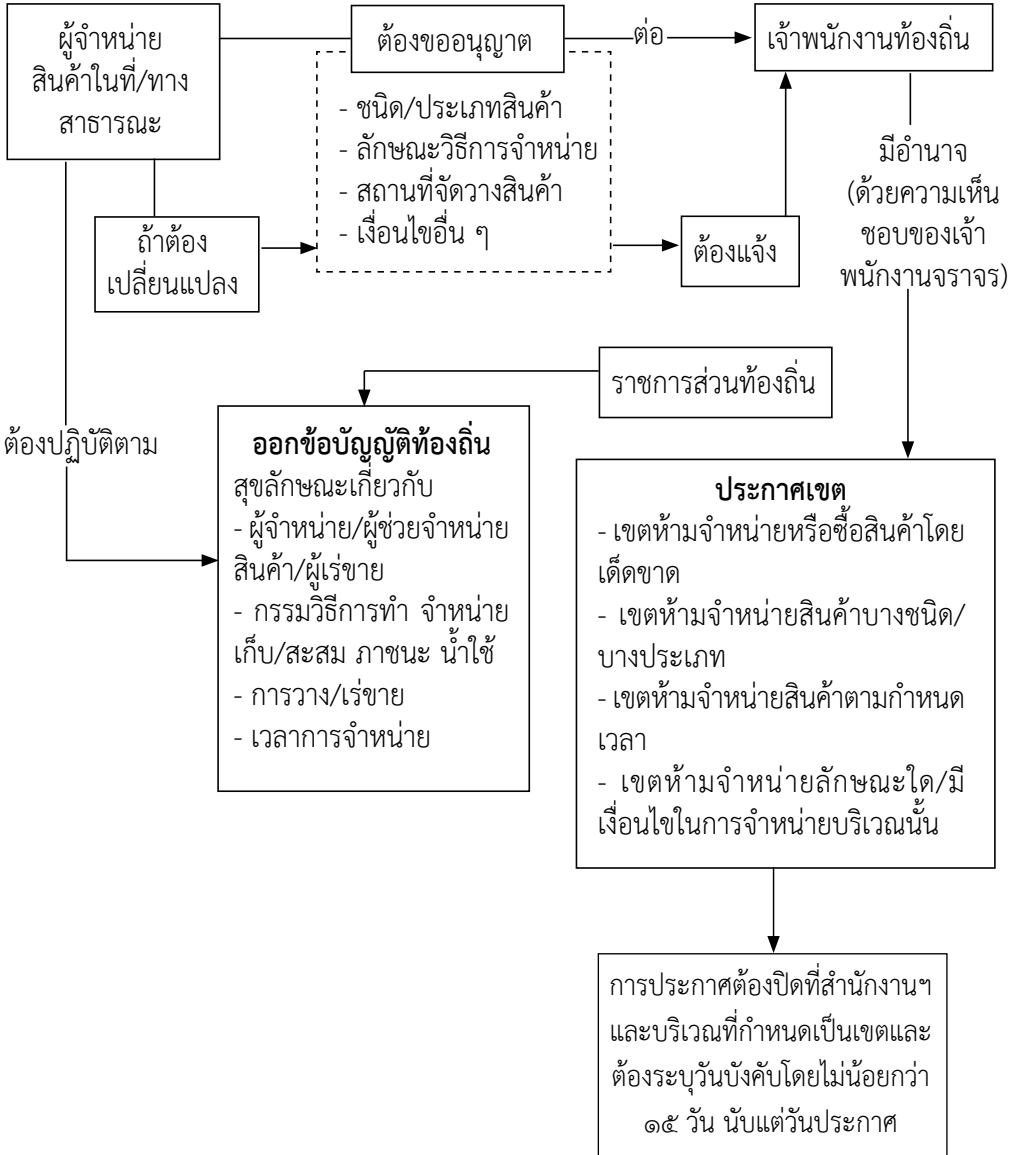 ผู้จำหน่าย
สินค้าในที่/ทาง
สาธารณะ
ต้องขออนุญาต
ต่อ
เจ้าพนักงานท้องถิ่น
- ชนิด/ประเภทสินค้า
- ลักษณะวิธีการจำหน่าย
- สถานที่จัดวางสินค้า
- เงื่อนไขอื่น ๆ
ถ้าต้อง
เปลี่ยนแปลง
ต้องแจ้ง
มีอำนาจ
(ด้วยความเห็น
ชอบของเจ้า
พนักงานจราจร)
ราชการส่วนท้องถิ่น
ต้องปฏิบัติตาม
ออกข้อบัญญัติท้องถิ่น
สุขลักษณะเกี่ยวกับ
- ผู้จำหน่าย/ผู้ช่วยจำหน่าย
สินค้า/ผู้เร่ขาย
- กรรมวิธีการทำ จำหน่าย
เก็บ/สะสม ภาชนะ น้ำใช้
- การวาง/เร่ขาย
- เวลาการจำหน่าย
ประกาศเขต
- เขตห้ามจำหน่ายหรือซื้อสินค้าโดย
เด็ดขาด
- เขตห้ามจำหน่ายสินค้าบางชนิด/
บางประเภท
- เขตห้ามจำหน่ายสินค้าตามกำหนด
เวลา
- เขตห้ามจำหน่ายลักษณะใด/มี
เงื่อนไขในการจำหน่ายบริเวณนั้น
การประกาศต้องปิดที่สำนักงานฯ
และบริเวณที่กำหนดเป็นเขตและ
ต้องระบุวันบังคับโดยไม่น้อยกว่า
๑๕ วัน นับแต่วันประกาศ